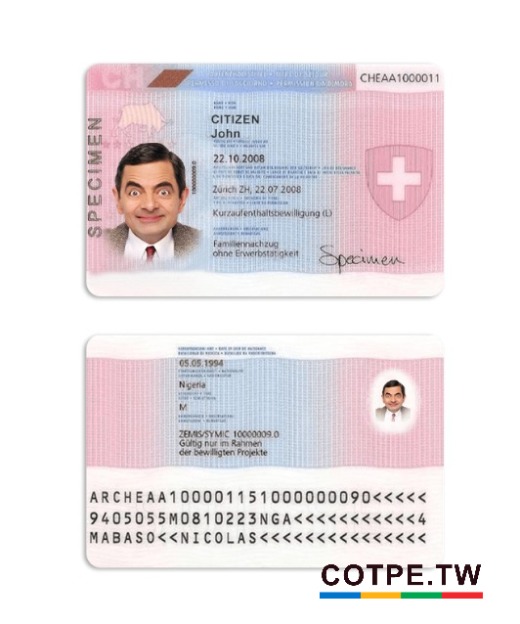 CH
CHEAA1000011
SPECIMEN
CITIZEN
John
22.10.2008
Zürich ZH, 22.07.2008
Kurzaufenthaltsbewilligung (L)
Familiennachzug
ohne Erwerbstätigkeit
Specimen
05.05.1994
Nigeria
M
ZEMIS/SYMIC 10000009.0
Gültig nur im Rahmen
der bewilligten Projekte
ARCHEAA1000011510000000090<<<<<
9405055M0810223NGA<<<<<<<<<<<4
MABASO<<NICOLAS<<<<<<<<<<<<<<<
COTPE.TW